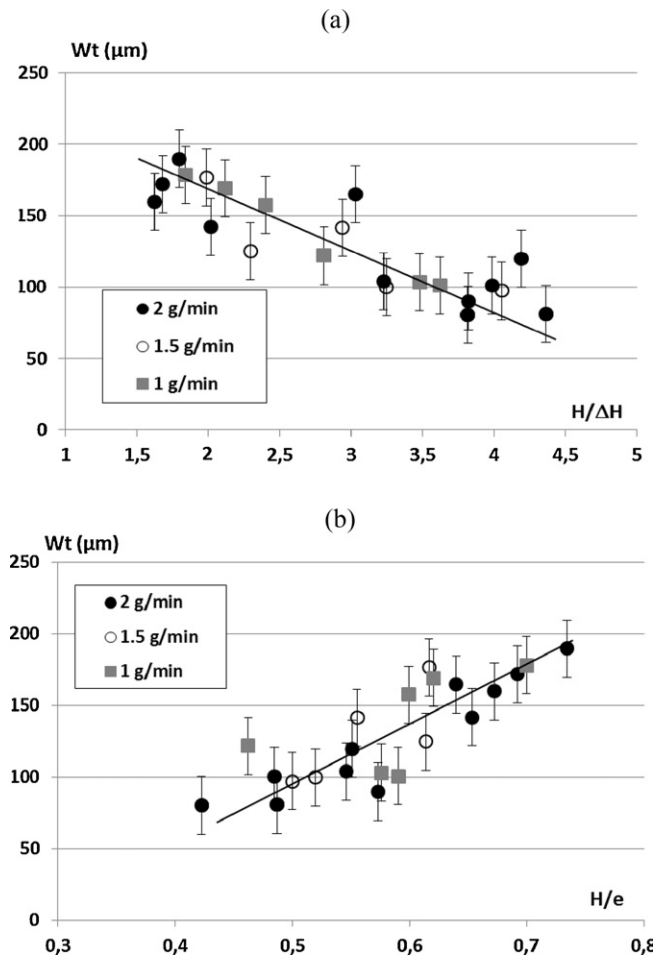 (a)
Wt (µm)
250
200
150
100
50
0
2 g/min
1.5 g/min
1 g/min
H/ΔH
1 1,5 2 2,5 3 3,5 4 4,5 5
(b)
Wt (µm)
250
200
150
100
50
0
2 g/min
1.5 g/min
1 g/min
H/e
0,3 0,4 0,5 0,6 0,7 0,8